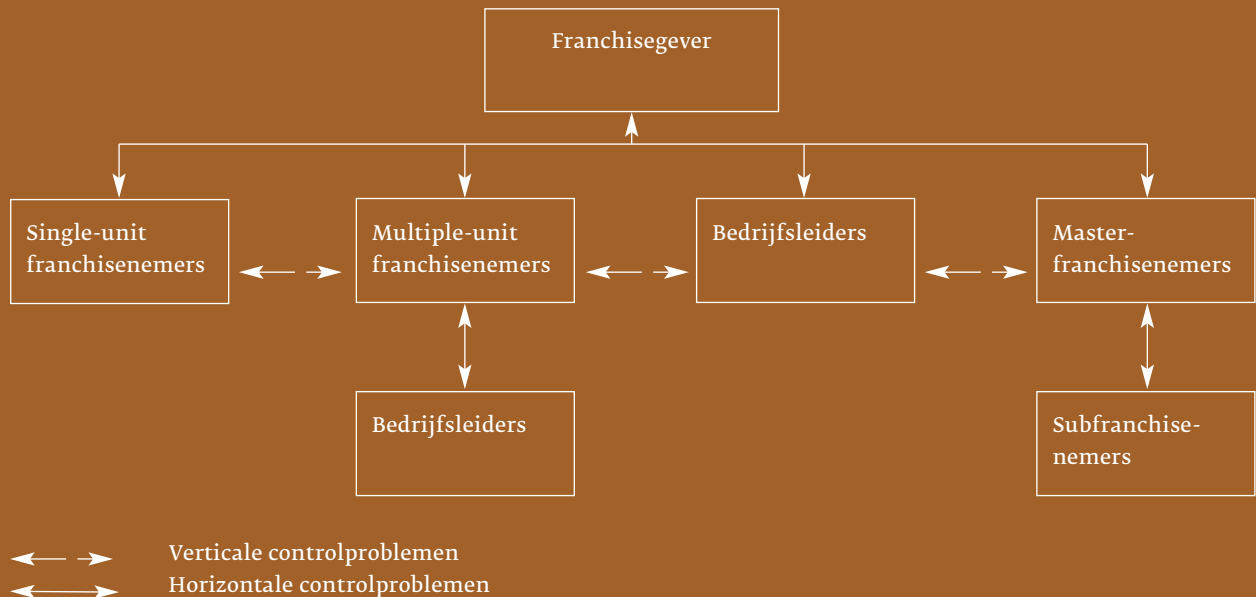 Franchisegever
Single-unit
franchisenemers
Multiple-unit
franchisenemers
Bedrijfsleiders
Master-
franchisenemers
Bedrijfsleiders
Subfranchise-
nemers
Verticale controlproblemen
Horizontale controlproblemen